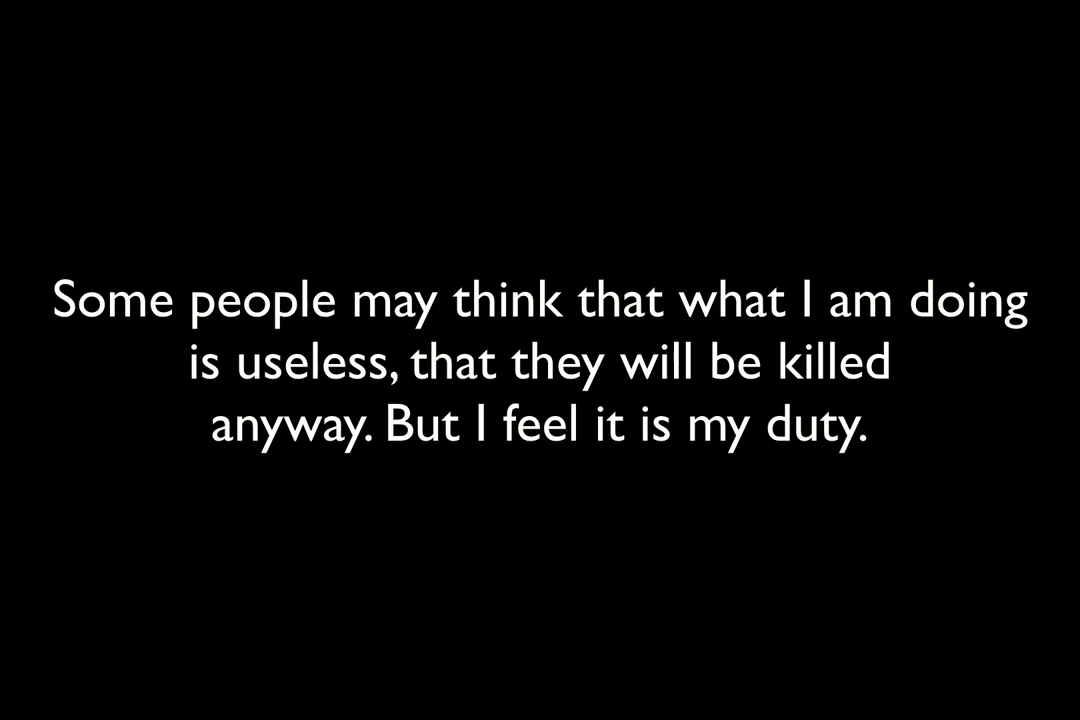 Some people may think that what I am doing
is useless, that they will be killed
anyway. But I feel it is my duty.